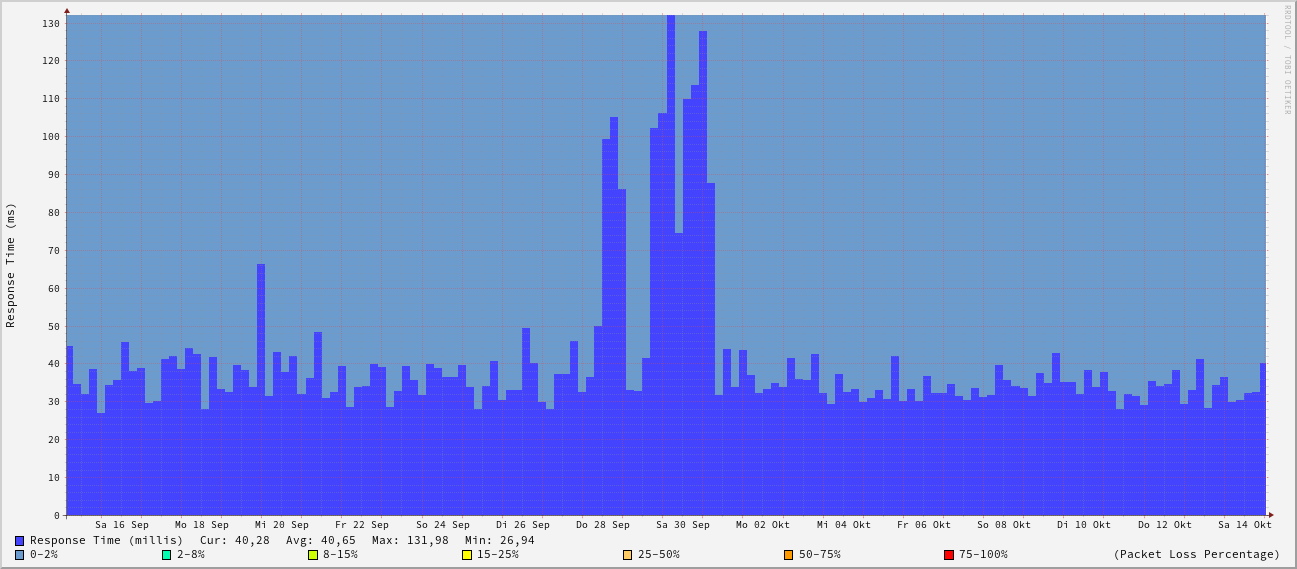 RRDTOOL / TOBI OETIKER
Response Time (ms)
130
120
110
100
90
80
70
60
50
40
30
20
10
0
Sa 16 Sep Mo 18 Sep Mi 20 Sep Fr 22 Sep So 24 Sep Di 26 Sep Do 28 Sep Sa 30 Sep Mo 02 Okt Mi 04 Okt Fr 06 Okt So 08 Okt Di 10 Okt Do 12 Okt Sa 14 Okt
Response Time (millis) Cur: 40,28 Avg: 40,65 Max: 131,98 Min: 26,94
0-2% 2-8% 8-15% 15-25% 25-50% 50-75% 75-100% (Packet Loss Percentage)